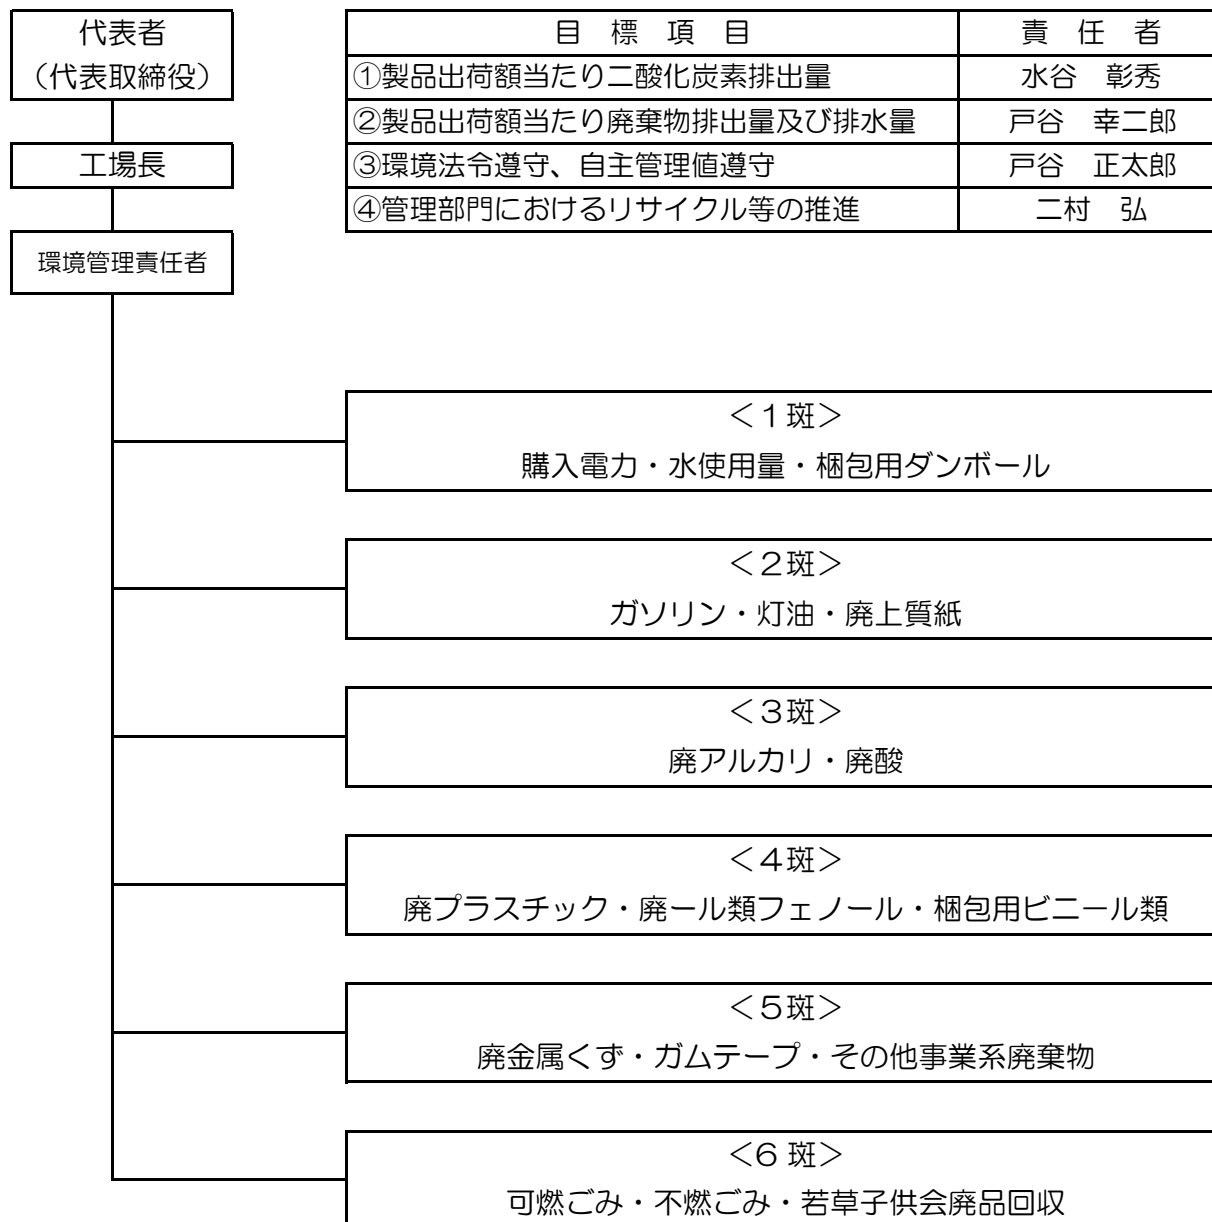 代表者
（代表取締役）
工場長
環境管理責任者
目　標　項　目　責　任　者
①製品出荷額当たり二酸化炭素排出量　水谷　彰秀
②製品出荷額当たり廃棄物排出量及び排水量　戸谷　幸二郎
③環境法令遵守、自主管理値遵守　戸谷　正太郎
④管理部門におけるリサイクル等の推進　二村　弘
＜１斑＞
購入電力・水使用量・梱包用ダンボール
＜２斑＞
ガソリン・灯油・廃上質紙
＜３斑＞
廃アルカリ・廃酸
＜４斑＞
廃プラスチック・廃ール類フェノール・梱包用ビニール類
＜５斑＞
廃金属くず・ガムテープ・その他事業系廃棄物
＜６斑＞
可燃ごみ・不燃ごみ・若草子供会廃品回収